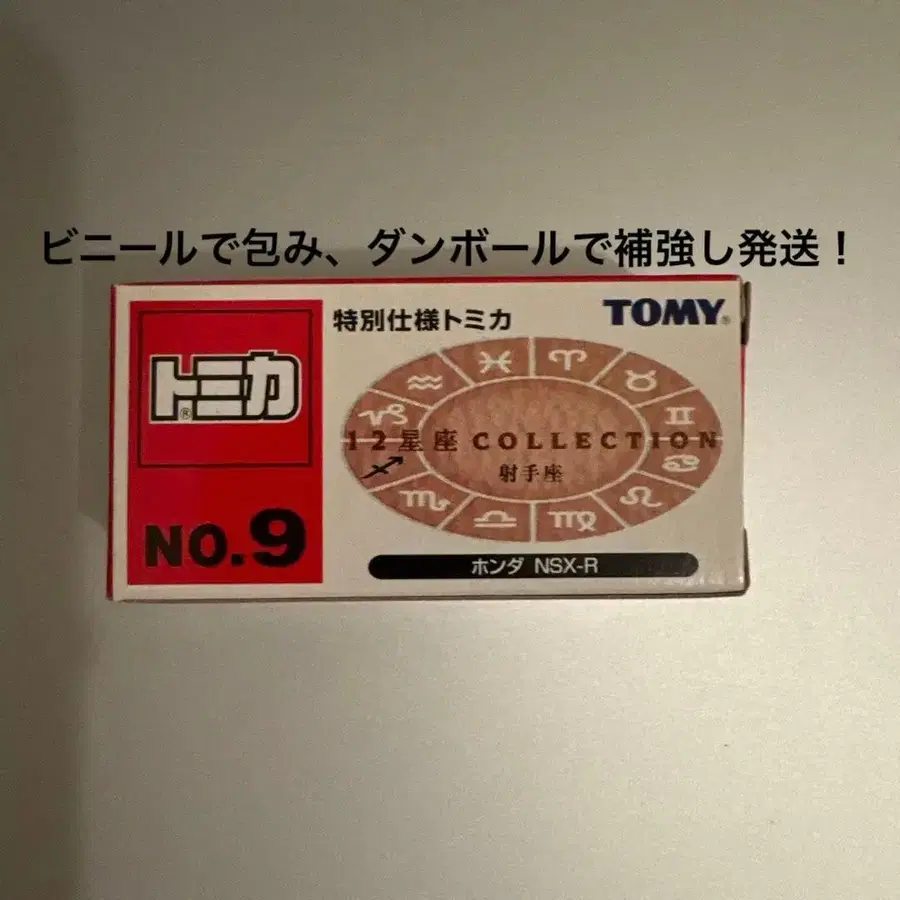 ビニールで包み、ダンボールで補強し発送！
特別仕様トミカ
TOMY®
トミカ®
12星座 COLLECTION
射手座
NO.9
ホンダ NSX-R